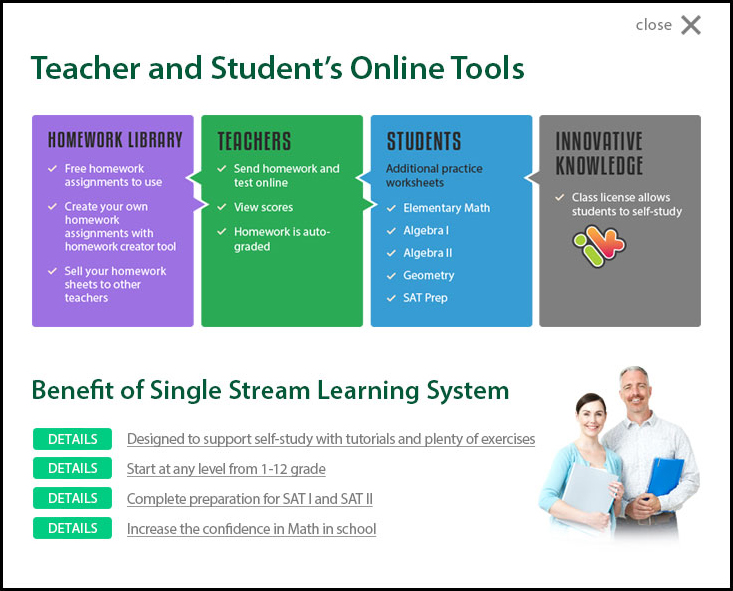 close
Teacher and Student's Online Tools
HOMEWORK LIBRARY
Free homework
assignments to use
Create your own
homework
assignments with
homework creator tool
Sell your homework
sheets to other
teachers
TEACHERS
Send homework and
test online
View scores
Homework is auto-
graded
STUDENTS
Additional practice
worksheets
Elementary Math
Algebra I
Algebra II
Geometry
SAT Prep
INNOVATIVE
KNOWLEDGE
Class license allows
students to self-study
Benefit of Single Stream Learning System
DETAILS Designed to support self-study with tutorials and plenty of exercises
DETAILS Start at any level from 1-12 grade
DETAILS Complete preparation for SAT I and SAT II
DETAILS Increase the confidence in Math in school